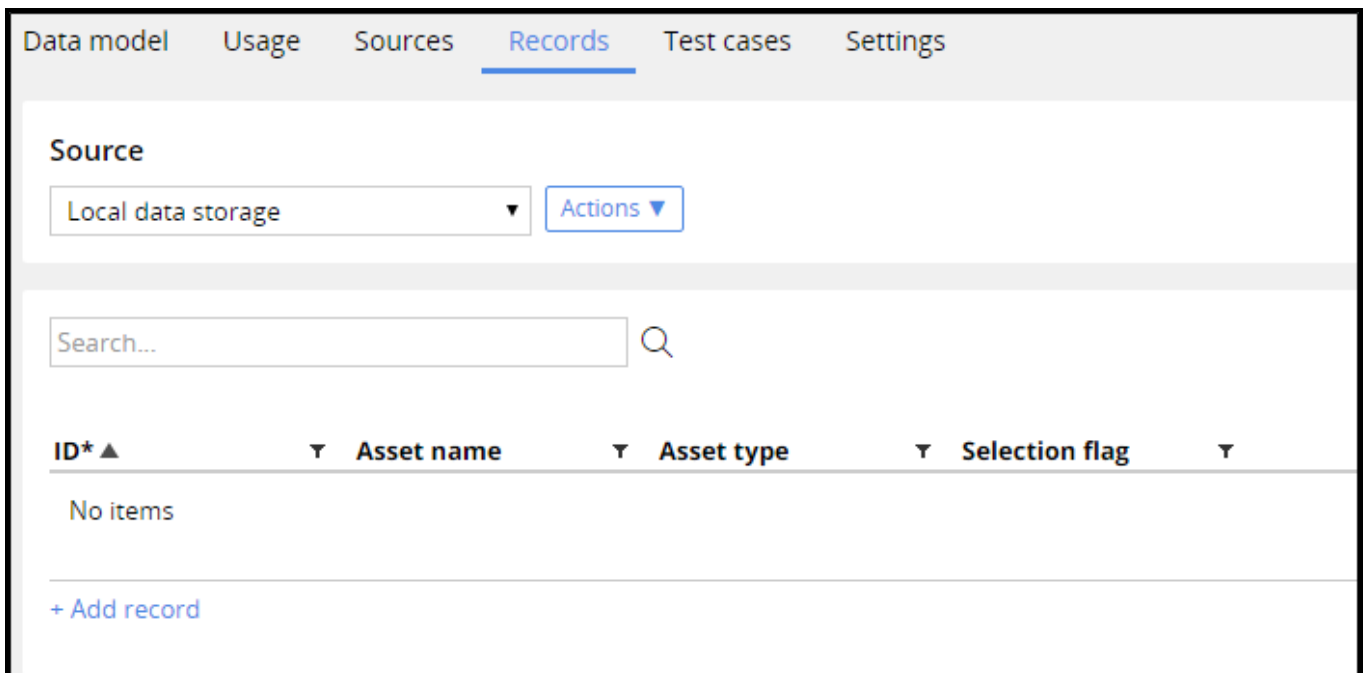 Data model Usage Sources Records Test cases Settings
Source
Local data storage Actions
Search...
ID* Asset name Asset type Selection flag
No items
+ Add record